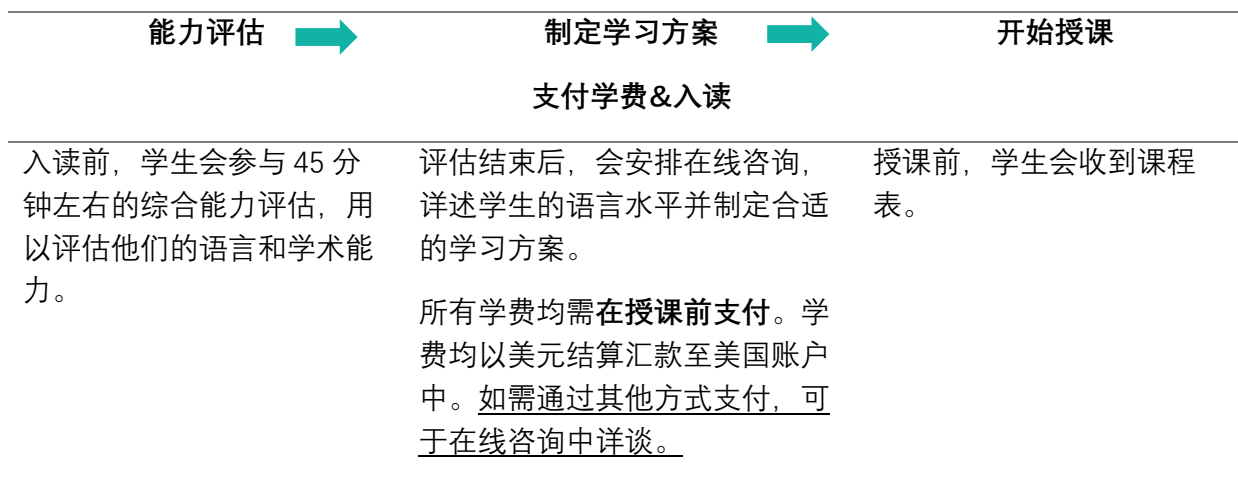 能力评估
制定学习方案
开始授课
支付学费&入读
入读前，学生会参与 45 分
钟左右的综合能力评估，用
以评估他们的语言和学术能
力。
评估结束后，会安排在线咨询，
详述学生的语言水平并制定合适
的学习方案。
所有学费均需在授课前支付。学
费均以美元结算汇款至美国账户
中。如需通过其他方式支付，可
于在线咨询中详谈。
授课前，学生会收到课程
表。